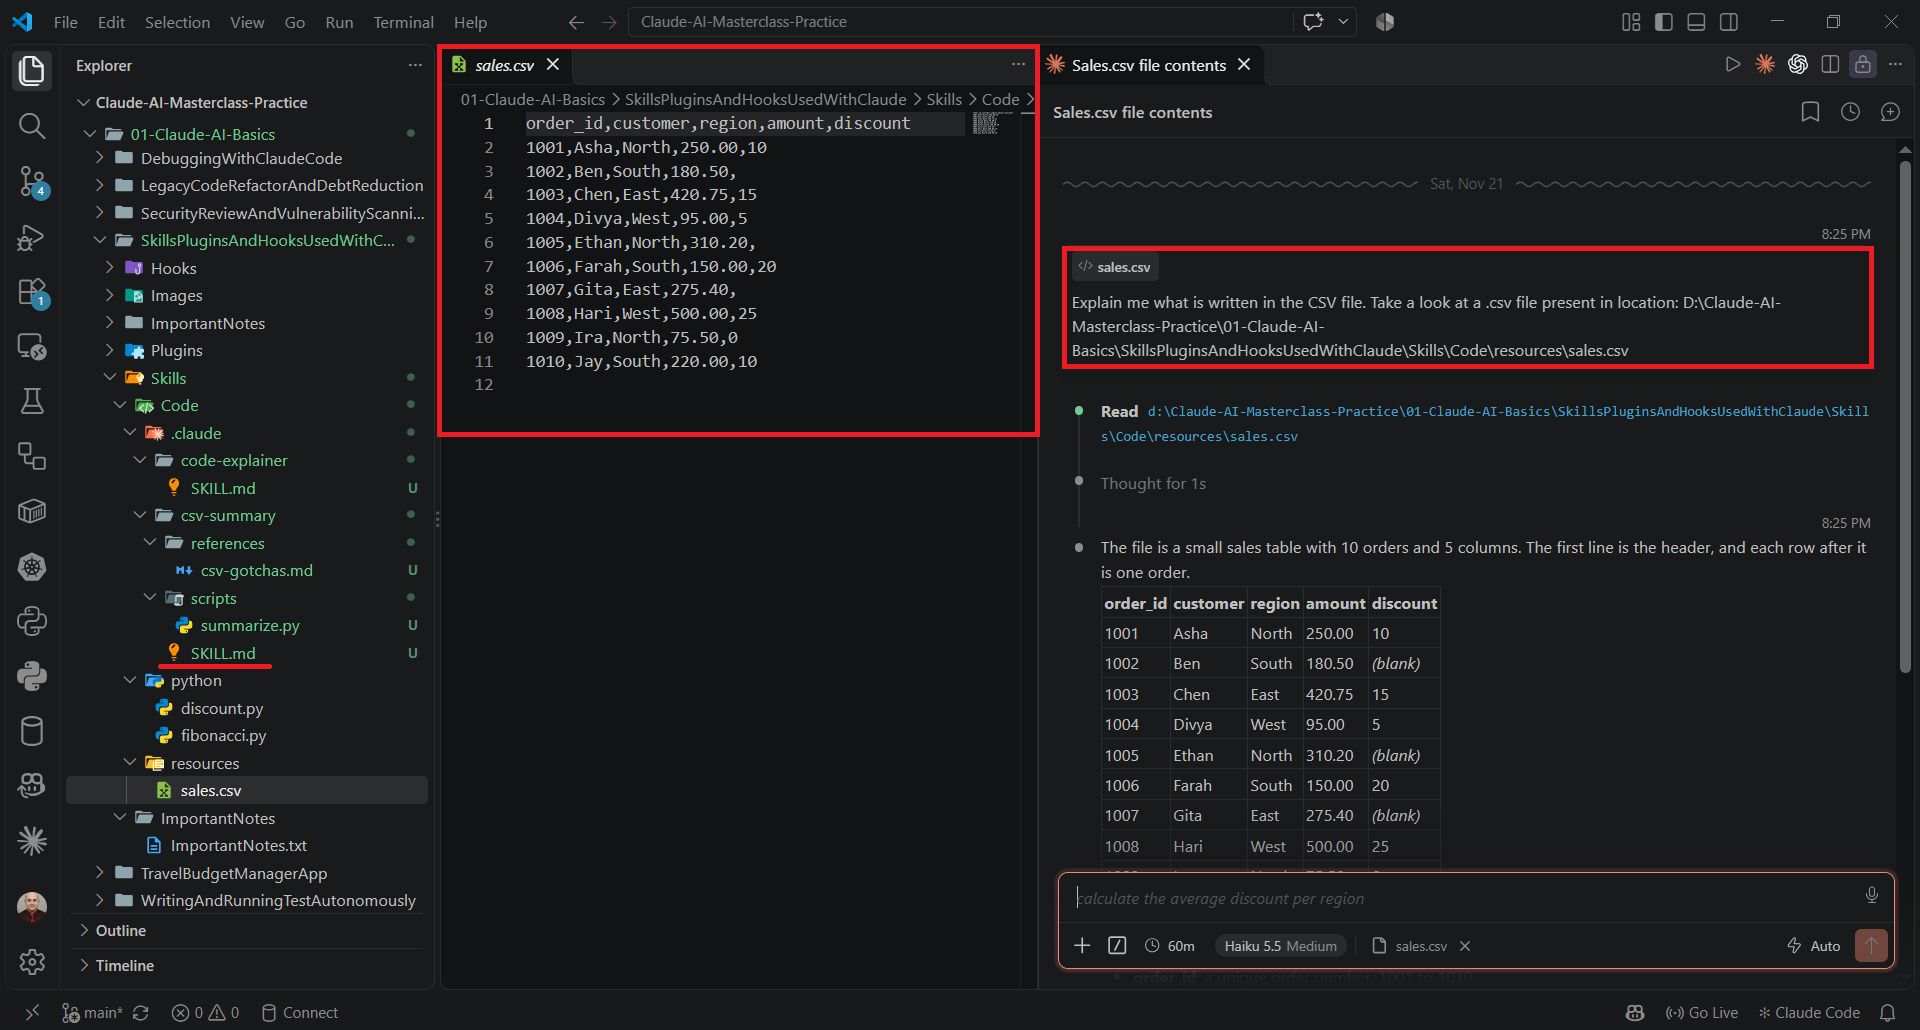 File Edit Selection View Go Run Terminal Help
Claude-AI-Masterclass-Practice
Explorer
Claude-AI-Masterclass-Practice
01-Claude-AI-Basics
DebuggingWithClaudeCode
LegacyCodeRefactorAndDebtReduction
SecurityReviewAndVulnerabilityScanni...
SkillsPluginsAndHooksUsedWithC...
Hooks
Images
ImportantNotes
Plugins
Skills
Code
.claude
code-explainer
SKILL.md U
csv-summary
references
csv-gotchas.md U
scripts
summarize.py U
SKILL.md U
python
discount.py
fibonacci.py
resources
sales.csv
ImportantNotes
ImportantNotes.txt
TravelBudgetManagerApp
WritingAndRunningTestAutonomously
Outline
Timeline
4
1
sales.csv
01-Claude-AI-Basics > SkillsPluginsAndHooksUsedWithClaude > Skills > Code >
1 order_id,customer,region,amount,discount
2 1001,Asha,North,250.00,10
3 1002,Ben,South,180.50,
4 1003,Chen,East,420.75,15
5 1004,Divya,West,95.00,5
6 1005,Ethan,North,310.20,
7 1006,Farah,South,150.00,20
8 1007,Gita,East,275.40,
9 1008,Hari,West,500.00,25
10 1009,Ira,North,75.50,0
11 1010,Jay,South,220.00,10
12
Sales.csv file contents
Sales.csv file contents
Sat, Nov 21
8:25 PM
sales.csv
Explain me what is written in the CSV file. Take a look at a .csv file present in location: D:\Claude-AI-
Masterclass-Practice\01-Claude-AI-
Basics\SkillsPluginsAndHooksUsedWithClaude\Skills\Code\resources\sales.csv
Read d:\Claude-AI-Masterclass-Practice\01-Claude-AI-Basics\SkillsPluginsAndHooksUsedWithClaude\Skill
s\Code\resources\sales.csv
Thought for 1s
8:25 PM
The file is a small sales table with 10 orders and 5 columns. The first line is the header, and each row after it
is one order.
order_id customer region amount discount
1001 Asha North 250.00 10
1002 Ben South 180.50 (blank)
1003 Chen East 420.75 15
1004 Divya West 95.00 5
1005 Ethan North 310.20 (blank)
1006 Farah South 150.00 20
1007 Gita East 275.40 (blank)
1008 Hari West 500.00 25
calculate the average discount per region
60m Haiku 5.5 Medium sales.csv Auto
order_id a unique order number, 1001 to 1010
main* 0 0 Connect Go Live Claude Code